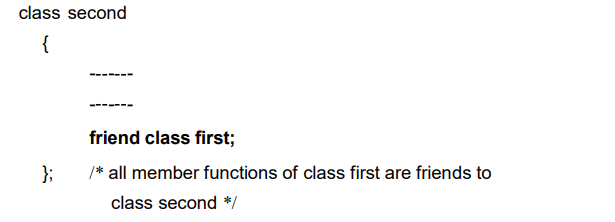 class second
{
-------
-------
friend class first;
};    /* all member functions of class first are friends to
class second */